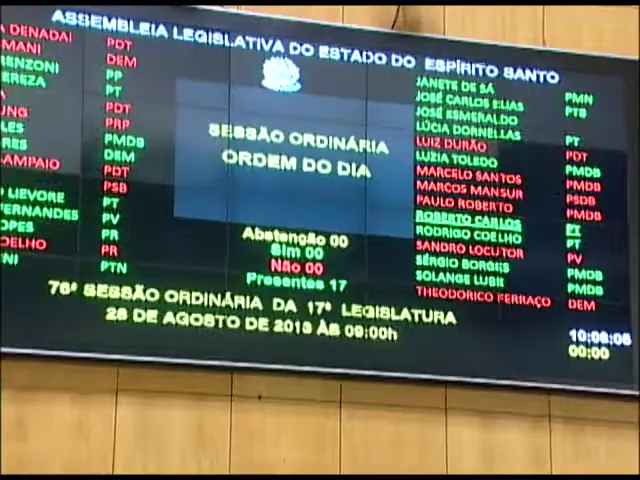 ASSEMBLEIA LEGISLATIVA DO ESTADO DO ESPÍRITO SANTO
DENADAI PDT
MANI DEM
RENZONI PP
EREZA PT
PDT
UNG PRP
LES PMDB
RES DEM
AMPAIO PDT
PSB
LIEVORE PT
FERNANDES PV
OPES PR
COELHO PR
NI PTN
SESSÃO ORDINÁRIA
ORDEM DO DIA
Abstenção 00
Sim 00
Não 00
Presentes 17
JANETE DE SÁ PMN
JOSÉ CARLOS ELIAS PTB
JOSÉ ESMERALDO
LÚCIA DORNELLAS PT
LUIZ DURÃO PDT
LUZIA TOLEDO PMDB
MARCELO SANTOS PMDB
MARCOS MANSUR PSDB
PAULO ROBERTO PMDB
ROBERTO CARLOS PT
RODRIGO COELHO PT
SANDRO LOCUTOR PV
SÉRGIO BORGES PMDB
SOLANGE LUBE PMDB
THEODORICO FERRAÇO DEM
76ª SESSÃO ORDINÁRIA DA 17ª LEGISLATURA
28 DE AGOSTO DE 2013 ÀS 09:00h
10:08:05
00:00